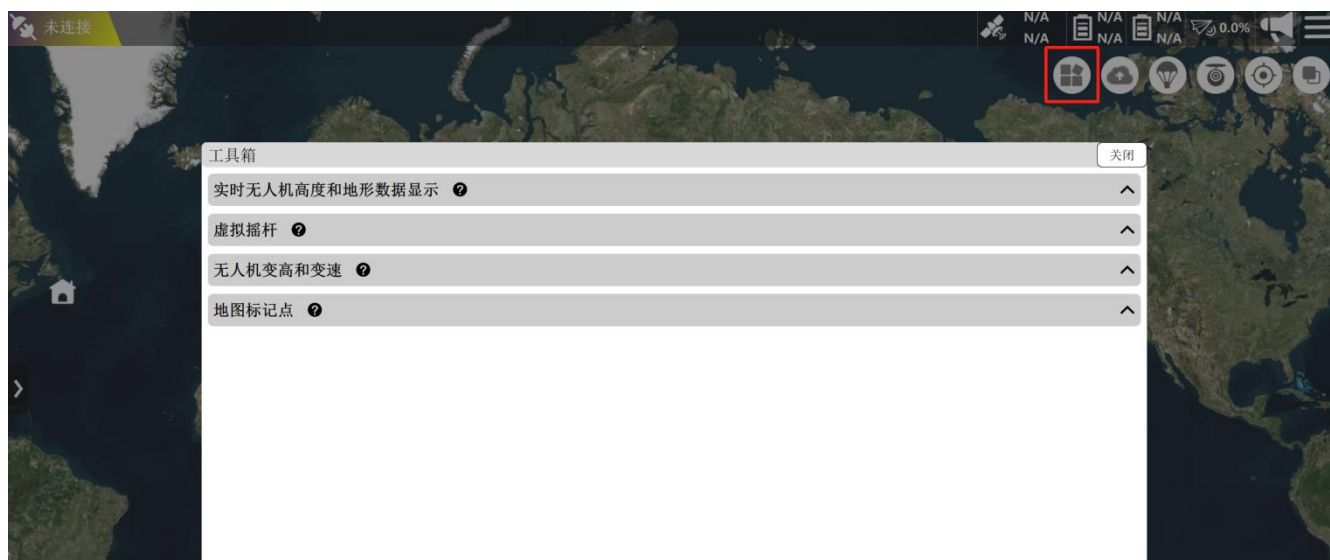 未连接
N/A N/A N/A 0.0%
N/A N/A N/A
工具箱 关闭
实时无人机高度和地形数据显示 ?
虚拟摇杆 ?
无人机变高和变速 ?
地图标记点 ?